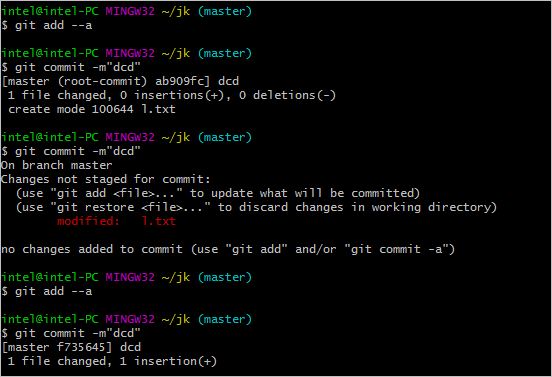 intel@intel-PC MINGW32 ~/jk (master)
$ git add --a
intel@intel-PC MINGW32 ~/jk (master)
$ git commit -m"dcd"
[master (root-commit) ab909fc] dcd
1 file changed, 0 insertions(+), 0 deletions(-)
create mode 100644 l.txt
intel@intel-PC MINGW32 ~/jk (master)
$ git commit -m"dcd"
On branch master
Changes not staged for commit:
(use "git add <file>..." to update what will be committed)
(use "git restore <file>..." to discard changes in working directory)
modified: l.txt
no changes added to commit (use "git add" and/or "git commit -a")
intel@intel-PC MINGW32 ~/jk (master)
$ git add --a
intel@intel-PC MINGW32 ~/jk (master)
$ git commit -m"dcd"
[master f735645] dcd
1 file changed, 1 insertion(+)